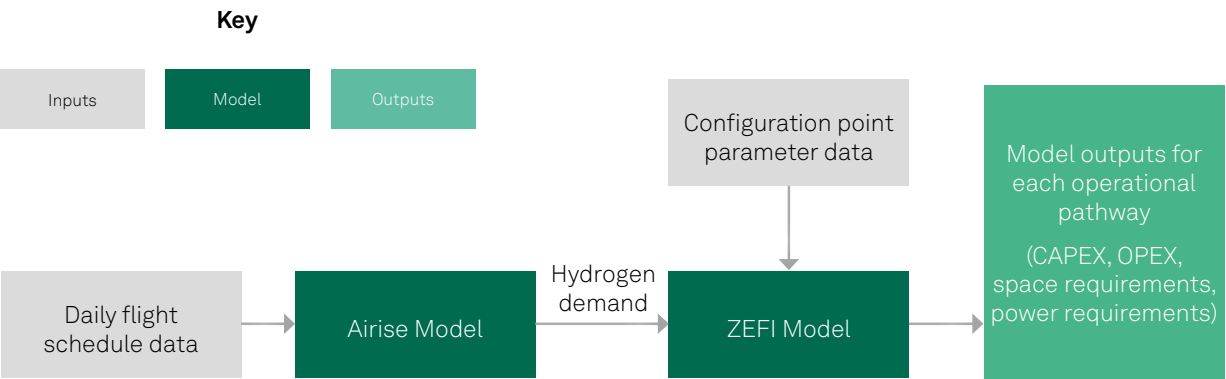 Key
Inputs
Model
Outputs
Configuration point
parameter data
Model outputs for
each operational
pathway
(CAPEX, OPEX,
space requirements,
power requirements)
Daily flight
schedule data
Airise Model
Hydrogen
demand
ZEFI Model